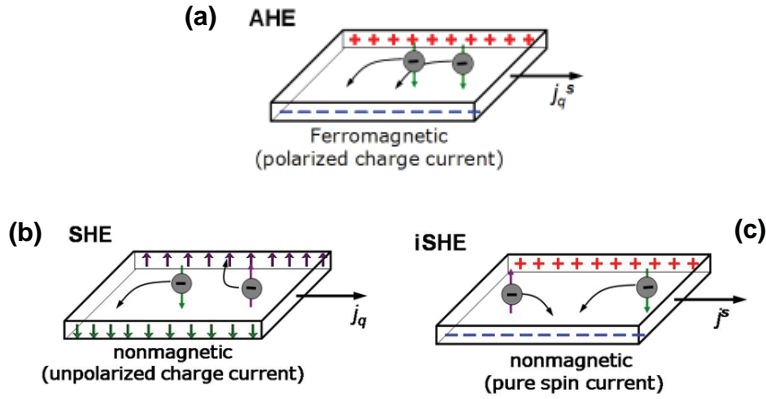 (a) AHE
+ + + + + + + + + +
− −
j_q^s
− − − − − − − − − − − − − −
Ferromagnetic
(polarized charge current)
(b) SHE
− −
j_q
nonmagnetic
(unpolarized charge current)
iSHE (c)
+ + + + + + + + + + +
− −
j^s
− − − − − − − − − − − − − −
nonmagnetic
(pure spin current)